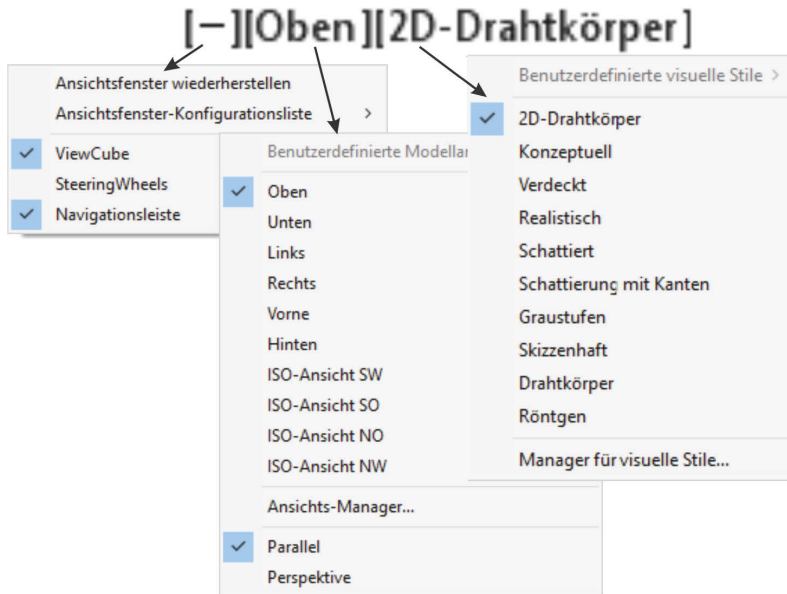 [−][Oben][2D-Drahtkörper]
Ansichtsfenster wiederherstellen
Ansichtsfenster-Konfigurationsliste >
ViewCube
SteeringWheels
Navigationsleiste
Benutzerdefinierte Modellar
Oben
Unten
Links
Rechts
Vorne
Hinten
ISO-Ansicht SW
ISO-Ansicht SO
ISO-Ansicht NO
ISO-Ansicht NW
Ansichts-Manager...
Parallel
Perspektive
Benutzerdefinierte visuelle Stile >
2D-Drahtkörper
Konzeptuell
Verdeckt
Realistisch
Schattiert
Schattierung mit Kanten
Graustufen
Skizzenhaft
Drahtkörper
Röntgen
Manager für visuelle Stile...